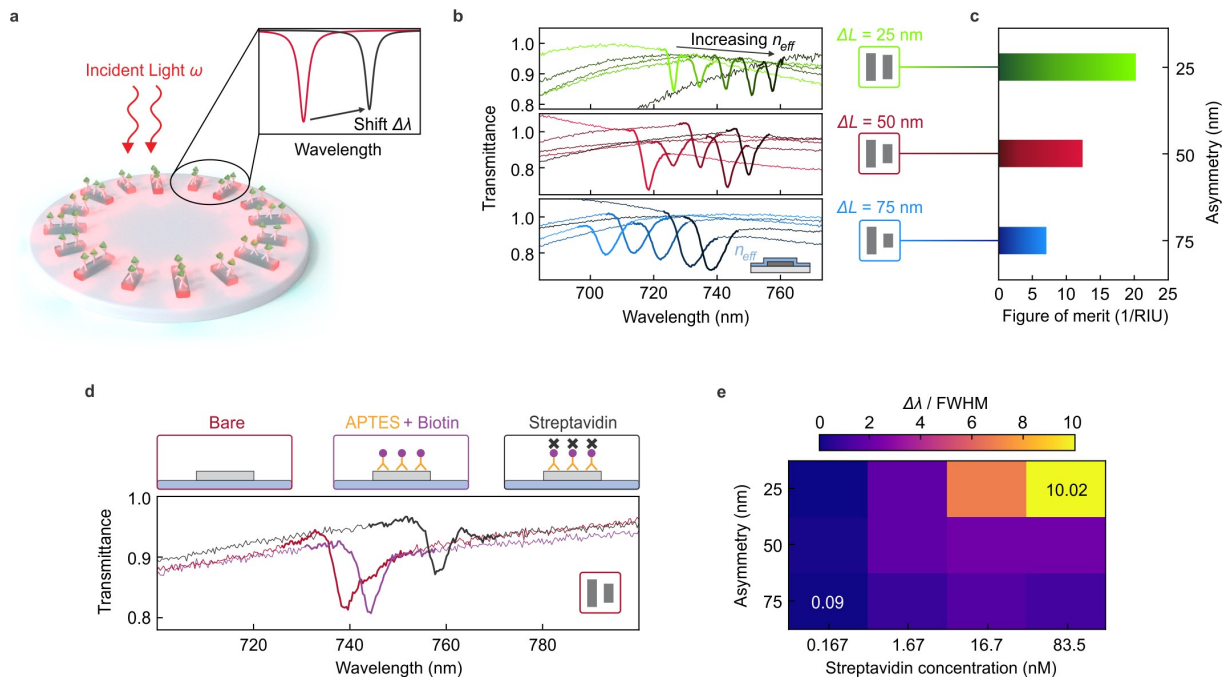 a
Incident Light ω
Shift Δλ
Wavelength
b
Increasing n_eff
1.0
0.9
0.8
1.0
0.8
1.0
0.8
Transmittance
n_eff
700
720
740
760
Wavelength (nm)
ΔL = 25 nm
ΔL = 50 nm
ΔL = 75 nm
c
25
50
75
Asymmetry (nm)
0
5
10
15
20
25
Figure of merit (1/RIU)
d
Bare
APTES + Biotin
Streptavidin
1.0
0.9
0.8
Transmittance
720
740
760
780
Wavelength (nm)
e
Δλ / FWHM
0
2
4
6
8
10
25
50
75
Asymmetry (nm)
10.02
0.09
0.167
1.67
16.7
83.5
Streptavidin concentration (nM)